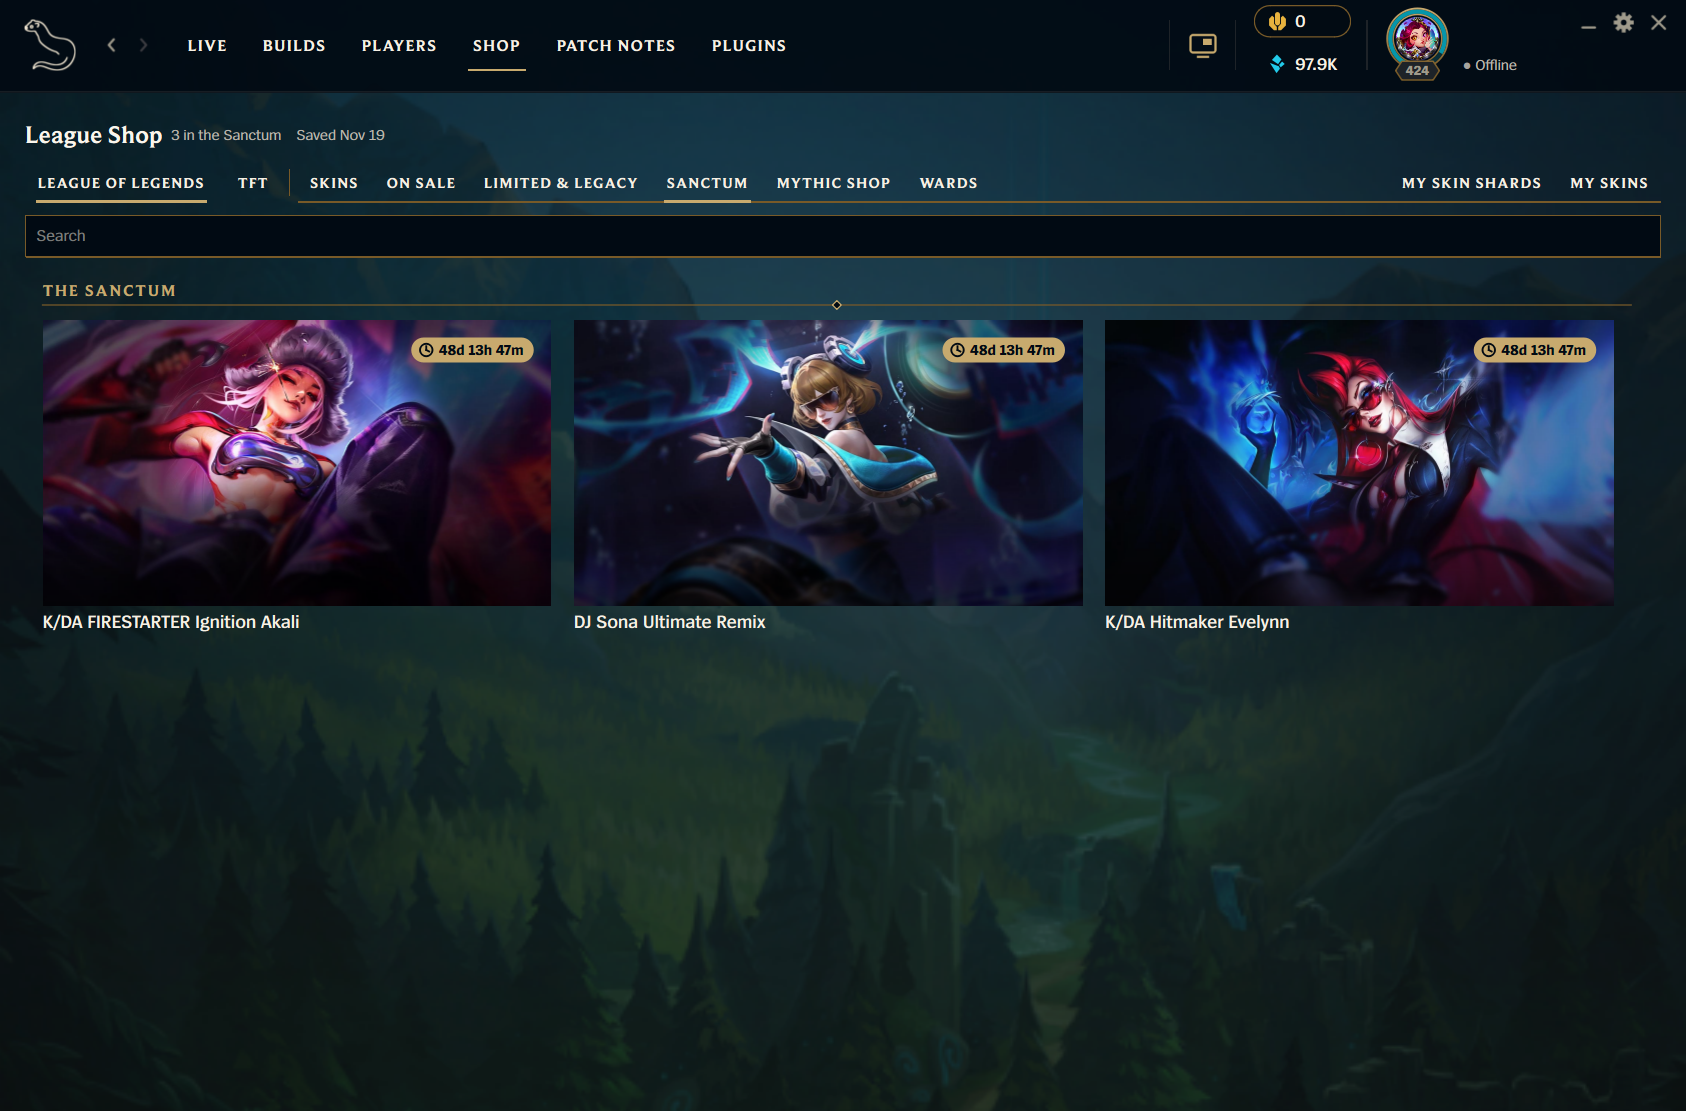 LIVE BUILDS PLAYERS SHOP PATCH NOTES PLUGINS
0
97.9K
424
Offline
League Shop 3 in the Sanctum Saved Nov 19
LEAGUE OF LEGENDS TFT SKINS ON SALE LIMITED & LEGACY SANCTUM MYTHIC SHOP WARDS MY SKIN SHARDS MY SKINS
Search
THE SANCTUM
48d 13h 47m
48d 13h 47m
48d 13h 47m
K/DA FIRESTARTER Ignition Akali
DJ Sona Ultimate Remix
K/DA Hitmaker Evelynn